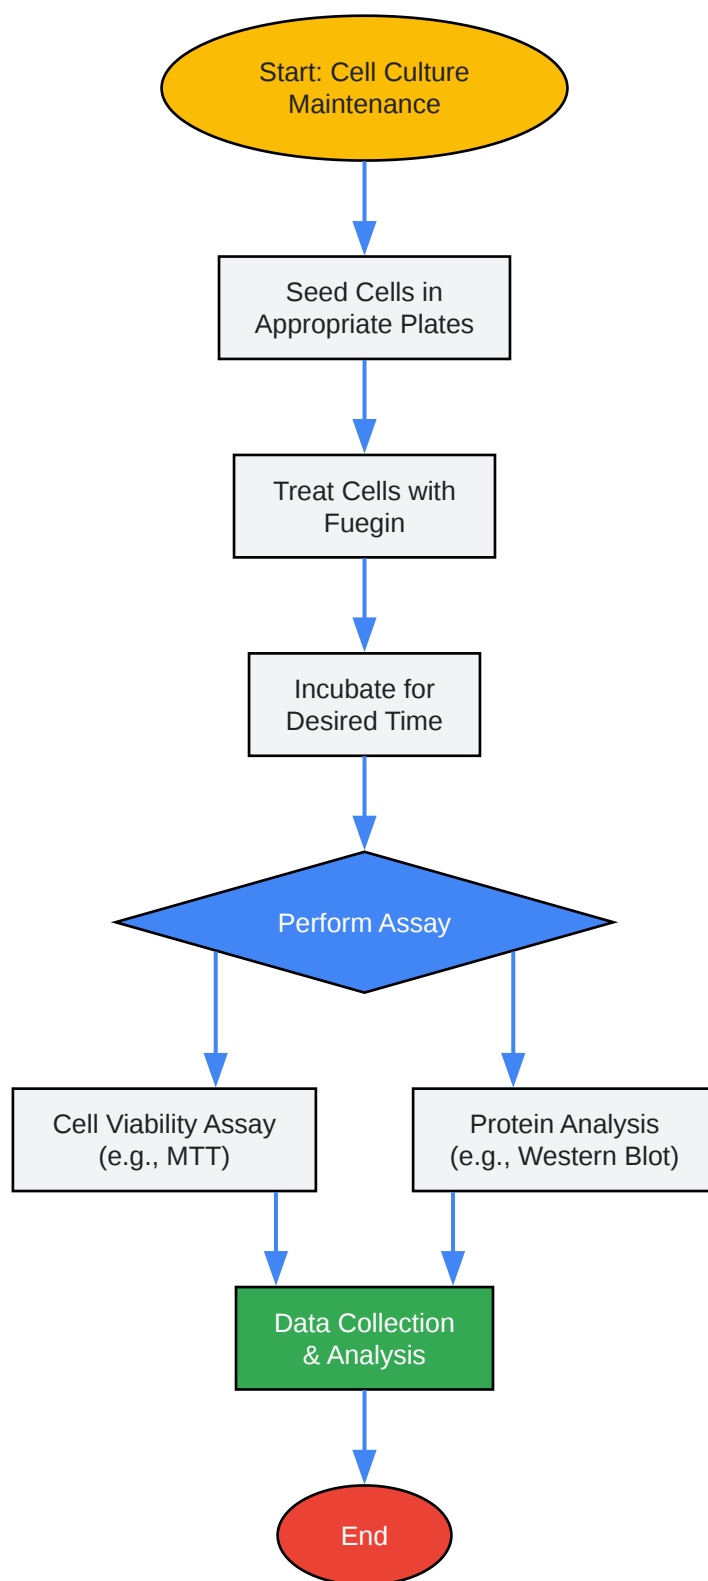 Start: Cell Culture
Maintenance
Seed Cells in
Appropriate Plates
Treat Cells with
Fuegin
Incubate for
Desired Time
Perform Assay
Cell Viability Assay
(e.g., MTT)
Protein Analysis
(e.g., Western Blot)
Data Collection
& Analysis
End